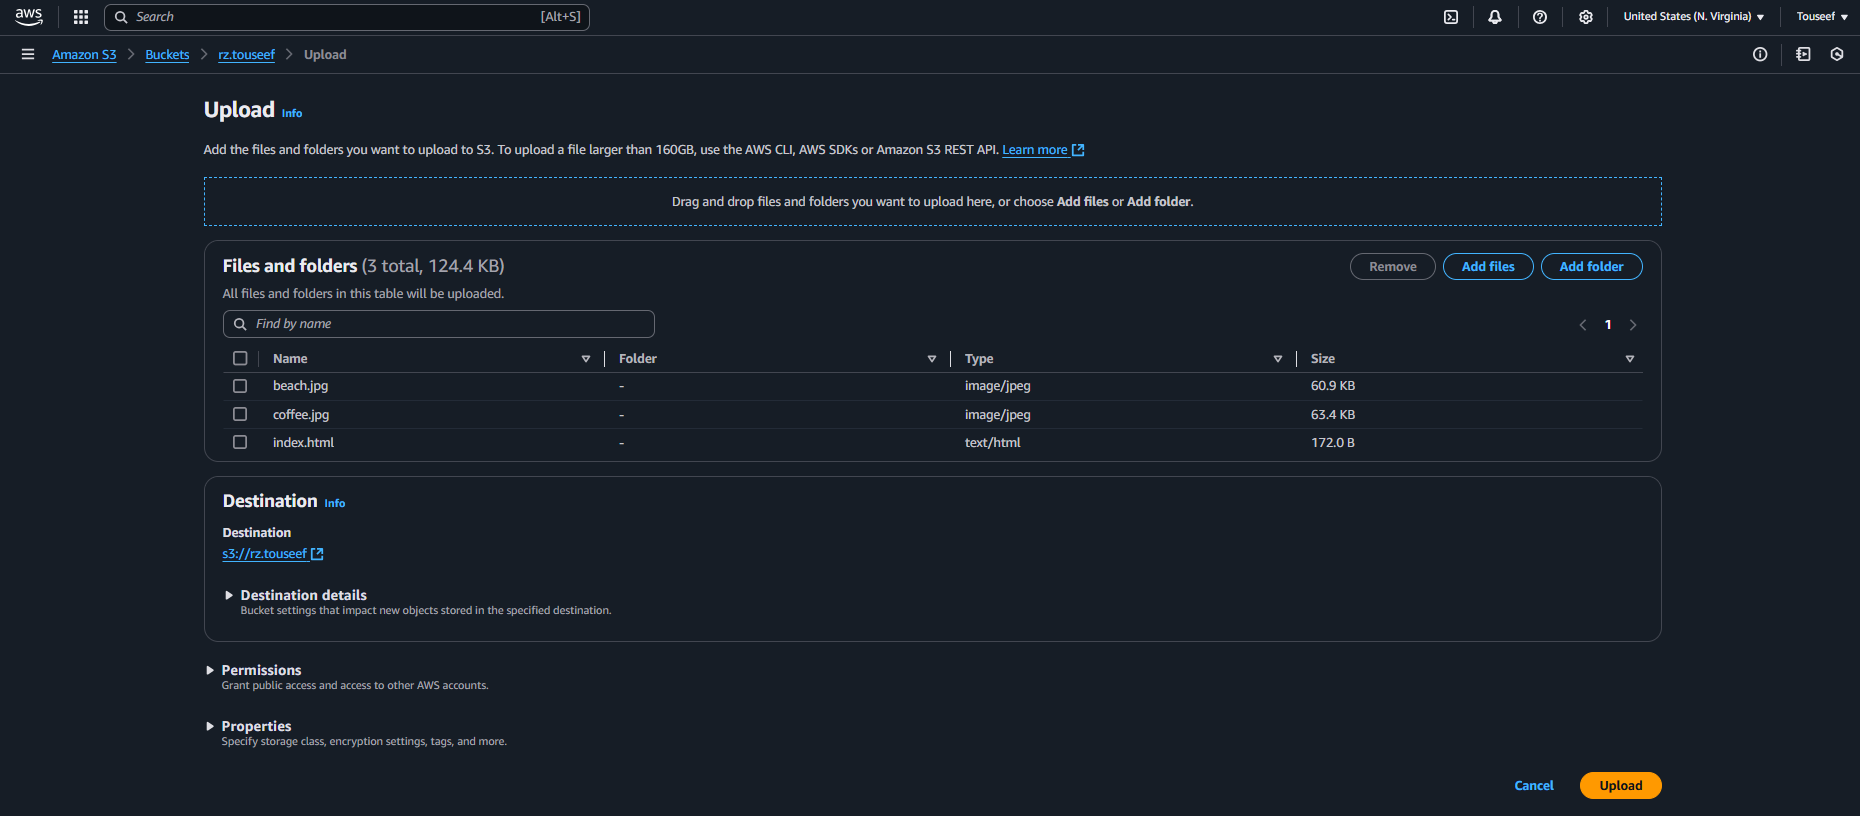 aws
Search [Alt+S]
United States (N. Virginia)
Touseef
Amazon S3 > Buckets > rz.touseef > Upload
Upload Info
Add the files and folders you want to upload to S3. To upload a file larger than 160GB, use the AWS CLI, AWS SDKs or Amazon S3 REST API. Learn more
Drag and drop files and folders you want to upload here, or choose Add files or Add folder.
Files and folders (3 total, 124.4 KB)
Remove
Add files
Add folder
All files and folders in this table will be uploaded.
Find by name
1
Name Folder Type Size
beach.jpg - image/jpeg 60.9 KB
coffee.jpg - image/jpeg 63.4 KB
index.html - text/html 172.0 B
Destination Info
Destination
s3://rz.touseef
Destination details
Bucket settings that impact new objects stored in the specified destination.
Permissions
Grant public access and access to other AWS accounts.
Properties
Specify storage class, encryption settings, tags, and more.
Cancel
Upload